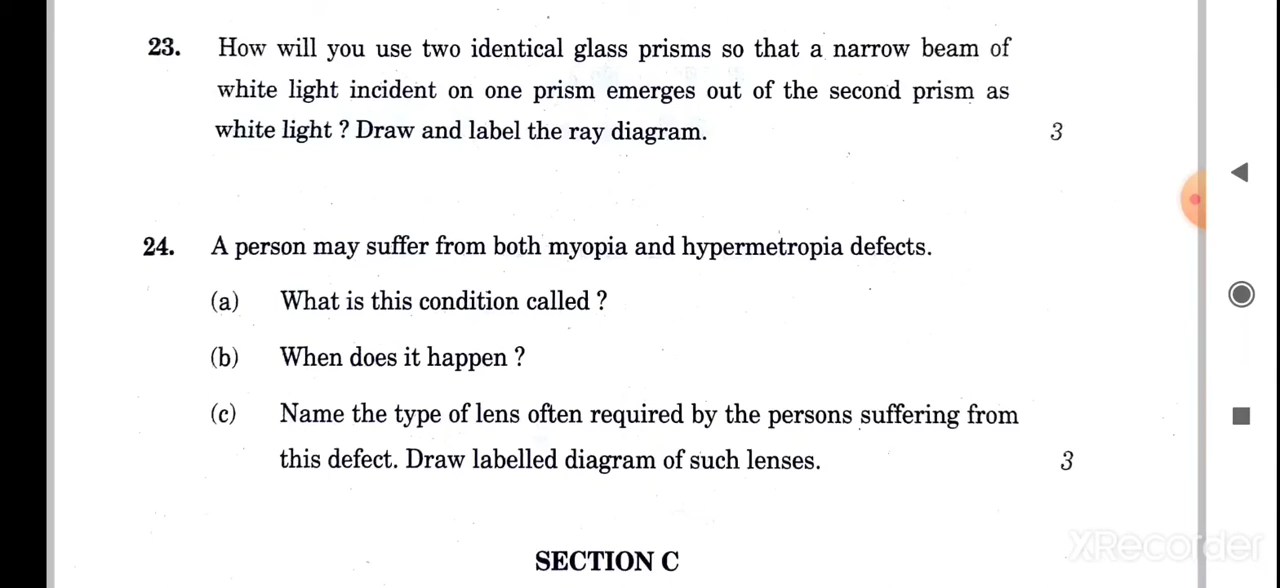 23. How will you use two identical glass prisms so that a narrow beam of
white light incident on one prism emerges out of the second prism as
white light ? Draw and label the ray diagram. 3
24. A person may suffer from both myopia and hypermetropia defects.
(a) What is this condition called ?
(b) When does it happen ?
(c) Name the type of lens often required by the persons suffering from
this defect. Draw labelled diagram of such lenses. 3
XRecorder
SECTION C